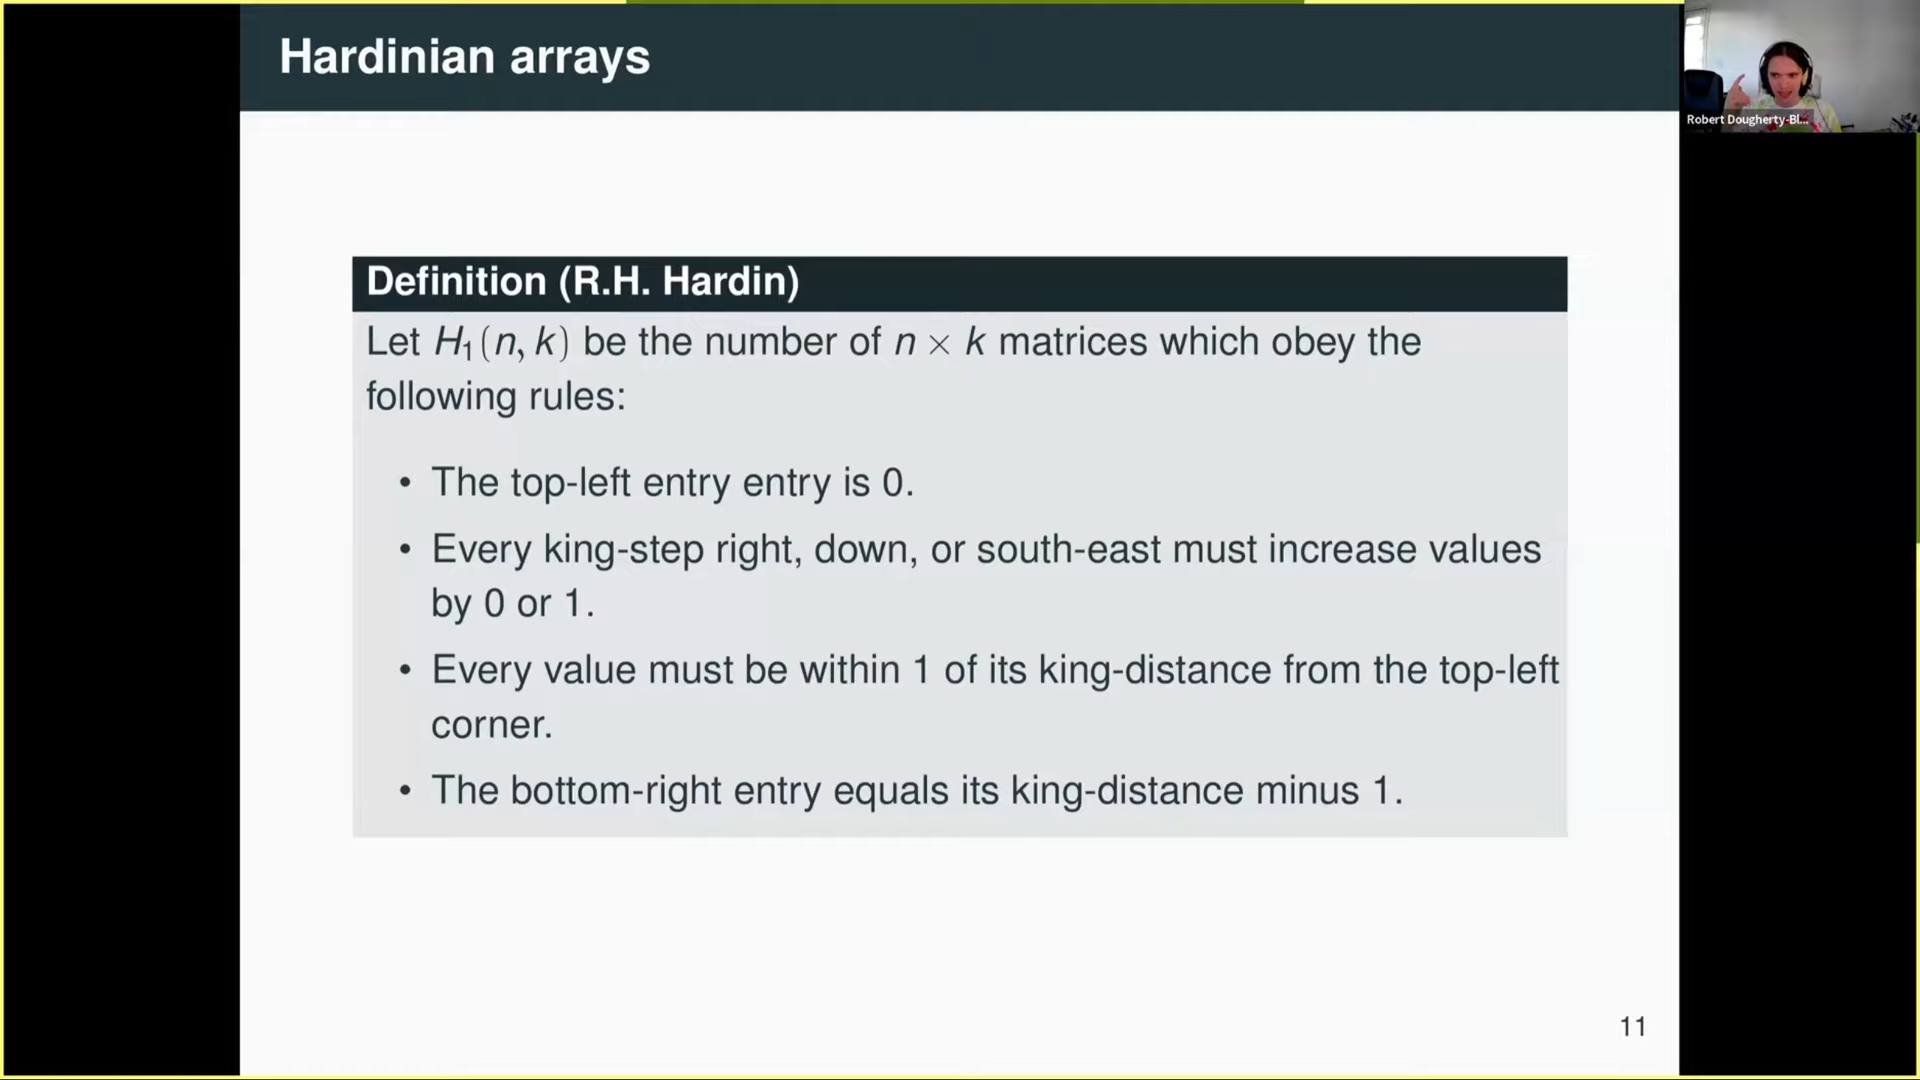 Hardinian arrays
Robert Dougherty-Bl...
Definition (R.H. Hardin)
Let H₁(n, k) be the number of n × k matrices which obey the
following rules:
• The top-left entry entry is 0.
• Every king-step right, down, or south-east must increase values
by 0 or 1.
• Every value must be within 1 of its king-distance from the top-left
corner.
• The bottom-right entry equals its king-distance minus 1.
11